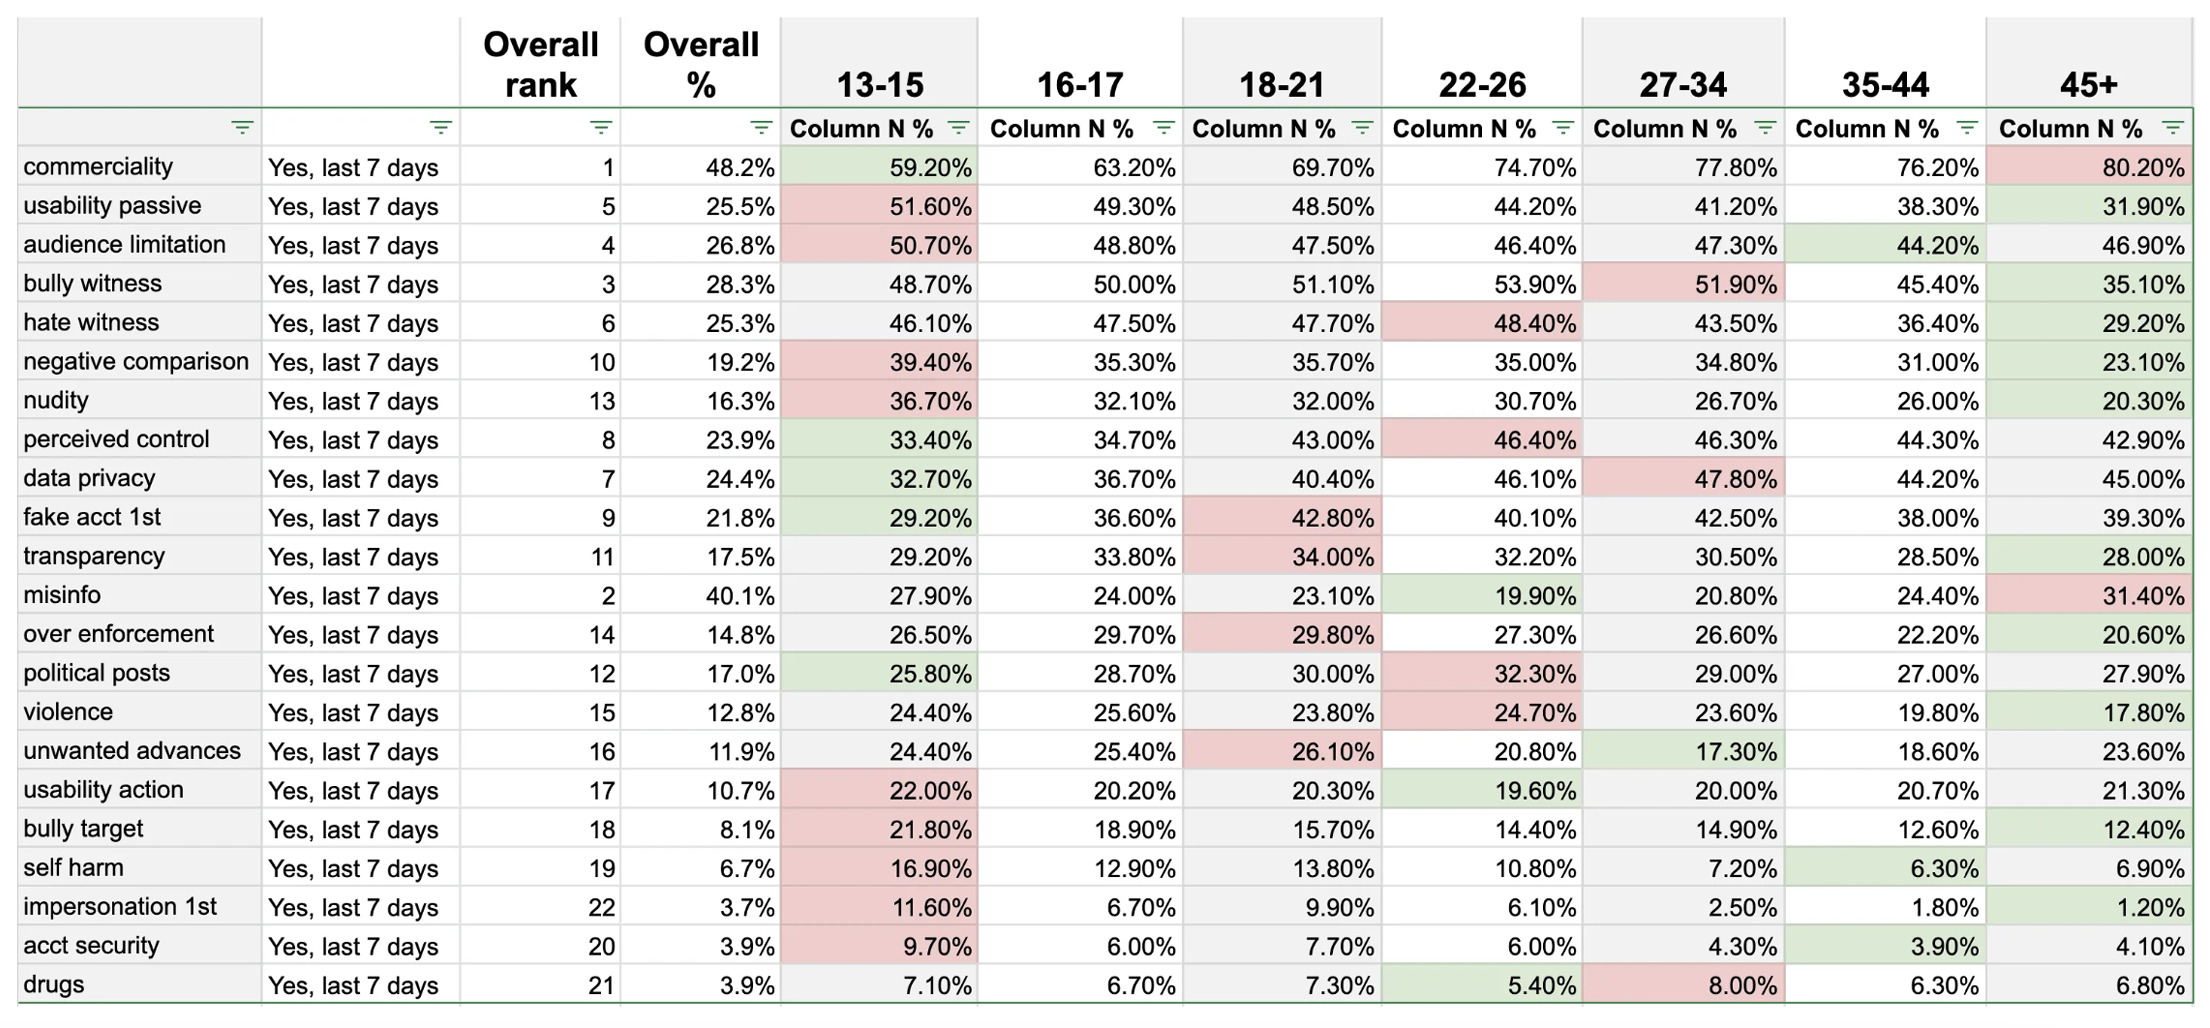 Overall rank Overall % 13-15 16-17 18-21 22-26 27-34 35-44 45+
Column N % Column N % Column N % Column N % Column N % Column N % Column N %
commerciality Yes, last 7 days 1 48.2% 59.20% 63.20% 69.70% 74.70% 77.80% 76.20% 80.20%
usability passive Yes, last 7 days 5 25.5% 51.60% 49.30% 48.50% 44.20% 41.20% 38.30% 31.90%
audience limitation Yes, last 7 days 4 26.8% 50.70% 48.80% 47.50% 46.40% 47.30% 44.20% 46.90%
bully witness Yes, last 7 days 3 28.3% 48.70% 50.00% 51.10% 53.90% 51.90% 45.40% 35.10%
hate witness Yes, last 7 days 6 25.3% 46.10% 47.50% 47.70% 48.40% 43.50% 36.40% 29.20%
negative comparison Yes, last 7 days 10 19.2% 39.40% 35.30% 35.70% 35.00% 34.80% 31.00% 23.10%
nudity Yes, last 7 days 13 16.3% 36.70% 32.10% 32.00% 30.70% 26.70% 26.00% 20.30%
perceived control Yes, last 7 days 8 23.9% 33.40% 34.70% 43.00% 46.40% 46.30% 44.30% 42.90%
data privacy Yes, last 7 days 7 24.4% 32.70% 36.70% 40.40% 46.10% 47.80% 44.20% 45.00%
fake acct 1st Yes, last 7 days 9 21.8% 29.20% 36.60% 42.80% 40.10% 42.50% 38.00% 39.30%
transparency Yes, last 7 days 11 17.5% 29.20% 33.80% 34.00% 32.20% 30.50% 28.50% 28.00%
misinfo Yes, last 7 days 2 40.1% 27.90% 24.00% 23.10% 19.90% 20.80% 24.40% 31.40%
over enforcement Yes, last 7 days 14 14.8% 26.50% 29.70% 29.80% 27.30% 26.60% 22.20% 20.60%
political posts Yes, last 7 days 12 17.0% 25.80% 28.70% 30.00% 32.30% 29.00% 27.00% 27.90%
violence Yes, last 7 days 15 12.8% 24.40% 25.60% 23.80% 24.70% 23.60% 19.80% 17.80%
unwanted advances Yes, last 7 days 16 11.9% 24.40% 25.40% 26.10% 20.80% 17.30% 18.60% 23.60%
usability action Yes, last 7 days 17 10.7% 22.00% 20.20% 20.30% 19.60% 20.00% 20.70% 21.30%
bully target Yes, last 7 days 18 8.1% 21.80% 18.90% 15.70% 14.40% 14.90% 12.60% 12.40%
self harm Yes, last 7 days 19 6.7% 16.90% 12.90% 13.80% 10.80% 7.20% 6.30% 6.90%
impersonation 1st Yes, last 7 days 22 3.7% 11.60% 6.70% 9.90% 6.10% 2.50% 1.80% 1.20%
acct security Yes, last 7 days 20 3.9% 9.70% 6.00% 7.70% 6.00% 4.30% 3.90% 4.10%
drugs Yes, last 7 days 21 3.9% 7.10% 6.70% 7.30% 5.40% 8.00% 6.30% 6.80%